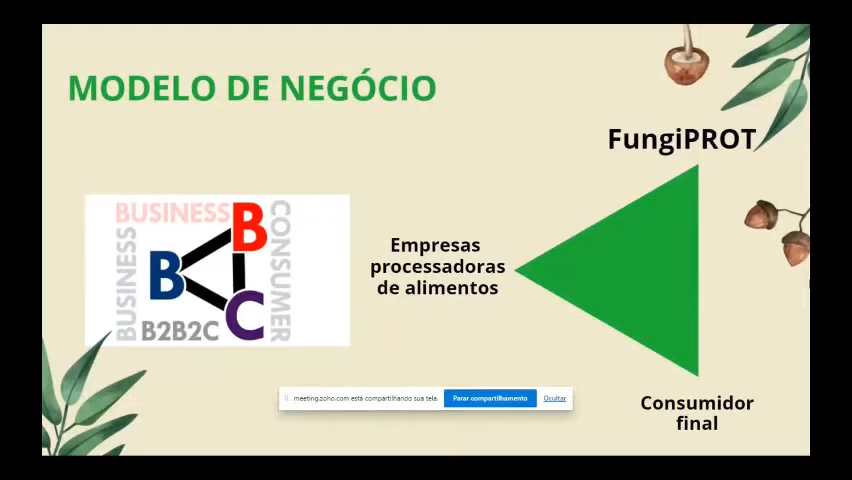 MODELO DE NEGÓCIO
FungiPROT
BUSINESS
BUSINESS
B
B
C
CONSUMER
B2B2C
Empresas
processadoras
de alimentos
meeting.zoho.com está compartilhando sua tela.
Parar compartilhamento
Ocultar
Consumidor
final